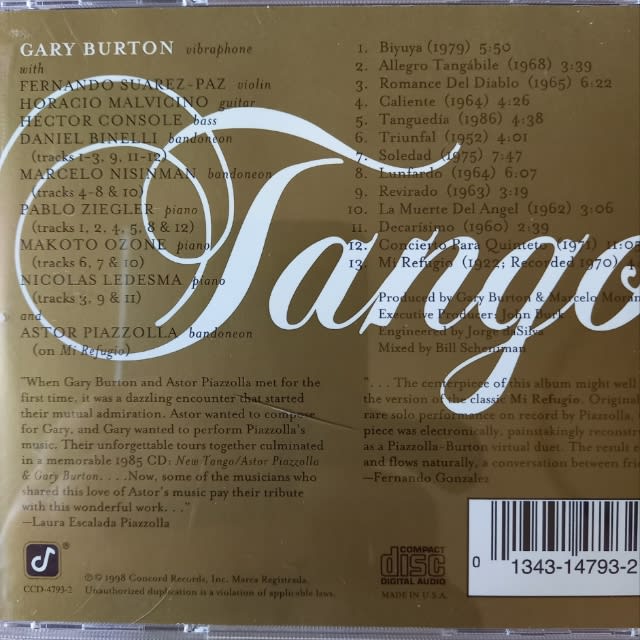 GARY BURTON vibraphone
with
FERNANDO SUAREZ-PAZ violin
HORACIO MALVICINO guitar
HECTOR CONSOLE bass
DANIEL BINELLI bandoneon
(tracks 1-3, 9, 11-12)
MARCELO NISINMAN bandoneon
(tracks 4-8 & 10)
PABLO ZIEGLER piano
(tracks 1, 2, 4, 5, 8 & 12)
MAKOTO OZONE piano
(tracks 6, 7 & 10)
NICOLAS LEDESMA piano
(tracks 3, 9 & 11)
and
ASTOR PIAZZOLLA bandoneon
(on Mi Refugio)
1. Biyuya (1979) 5:50
2. Allegro Tangábile (1968) 3:39
3. Romance Del Diablo (1965) 6:22
4. Caliente (1964) 4:26
5. Tanguedía (1986) 4:38
6. Triunfal (1952) 4:01
7. Soledad (1975) 7:47
8. Lunfardo (1964) 6:07
9. Revirado (1963) 3:19
10. La Muerte Del Angel (1962) 3:06
11. Decarísimo (1960) 2:39
12. Concierto Para Quinteto (1971) 11:0
13. Mi Refugio (1922; Recorded 1970)
Tango
Produced by Gary Burton & Marcelo Mora
Executive Producer: John Burk
Engineered by Jorge daSilva
Mixed by Bill Scheniman
"When Gary Burton and Astor Piazzolla met for the
first time, it was a dazzling encounter that started
their mutual admiration. Astor wanted to compose
for Gary, and Gary wanted to perform Piazzolla's
music. Their unforgettable tours together culminated
in a memorable 1985 CD: New Tango/Astor Piazzolla
& Gary Burton. . . .Now, some of the musicians who
shared this love of Astor's music pay their tribute
with this wonderful work. . ."
—Laura Escalada Piazzolla
". . . The centerpiece of this album might well
the version of the classic Mi Refugio. Original
rare solo performance on record by Piazzolla,
piece was electronically, painstakingly reconst
as a Piazzolla-Burton virtual duet. The result
and flows naturally, a conversation between fri
—Fernando Gonzalez
®
CCD-4793-2
℗ © 1998 Concord Records, Inc. Marca Registrada.
Unauthorized duplication is a violation of applicable laws.
COMPACT
disc
DIGITAL AUDIO
MADE IN U.S.A.
0 1343-14793-2